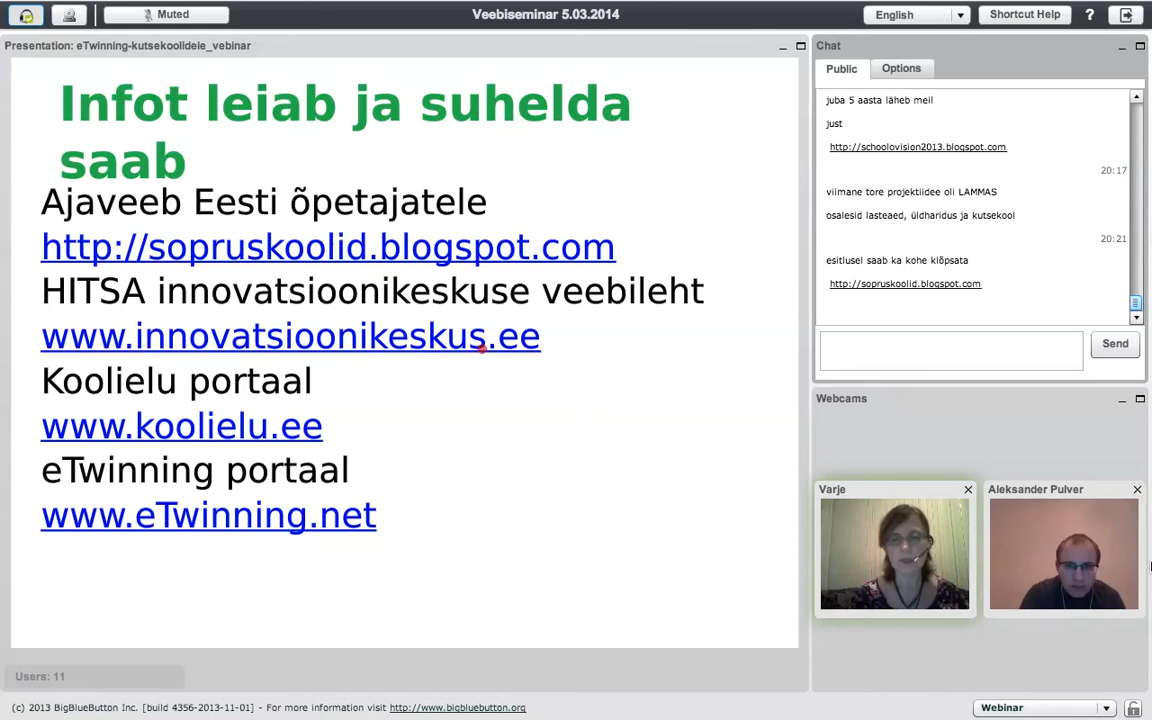 Muted
Veebiseminar 5.03.2014
English
Shortcut Help
?
Presentation: eTwinning-kutsekoolidele_vebinar
Infot leiab ja suhelda
saab
Ajaveeb Eesti õpetajatele
http://sopruskoolid.blogspot.com
HITSA innovatsioonikeskuse veebileht
www.innovatsioonikeskus.ee
Koolielu portaal
www.koolielu.ee
eTwinning portaal
www.eTwinning.net
Users: 11
Chat
Public
Options
juba 5 aasta läheb meil
just
http://schoolovision2013.blogspot.com
20:17
viimane tore projektiidee oli LAMMAS
osalesid lasteaed, üldharidus ja kutsekool
20:21
esitlusel saab ka kohe klõpsata
http://sopruskoolid.blogspot.com
Send
Webcams
Varje
Aleksander Pulver
(c) 2013 BigBlueButton Inc. [build 4356-2013-11-01] - For more information visit http://www.bigbluebutton.org
Webinar